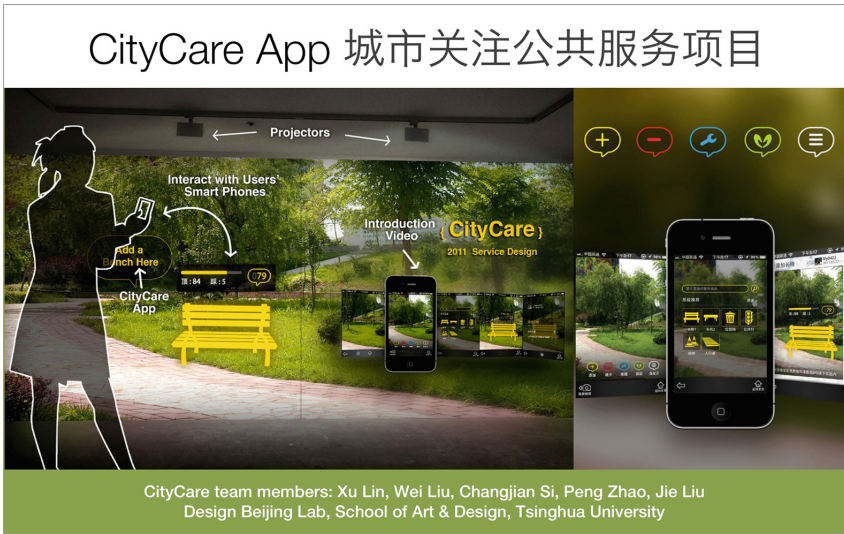 CityCare App 城市关注公共服务项目
Projectors
Interact with Users'
Smart Phones
Add a
Bench Here
CityCare
App
顶:84 踩:5
079
Introduction
Video
{ CityCare }
2011 Service Design
CityCare team members: Xu Lin, Wei Liu, Changjian Si, Peng Zhao, Jie Liu
Design Beijing Lab, School of Art & Design, Tsinghua University